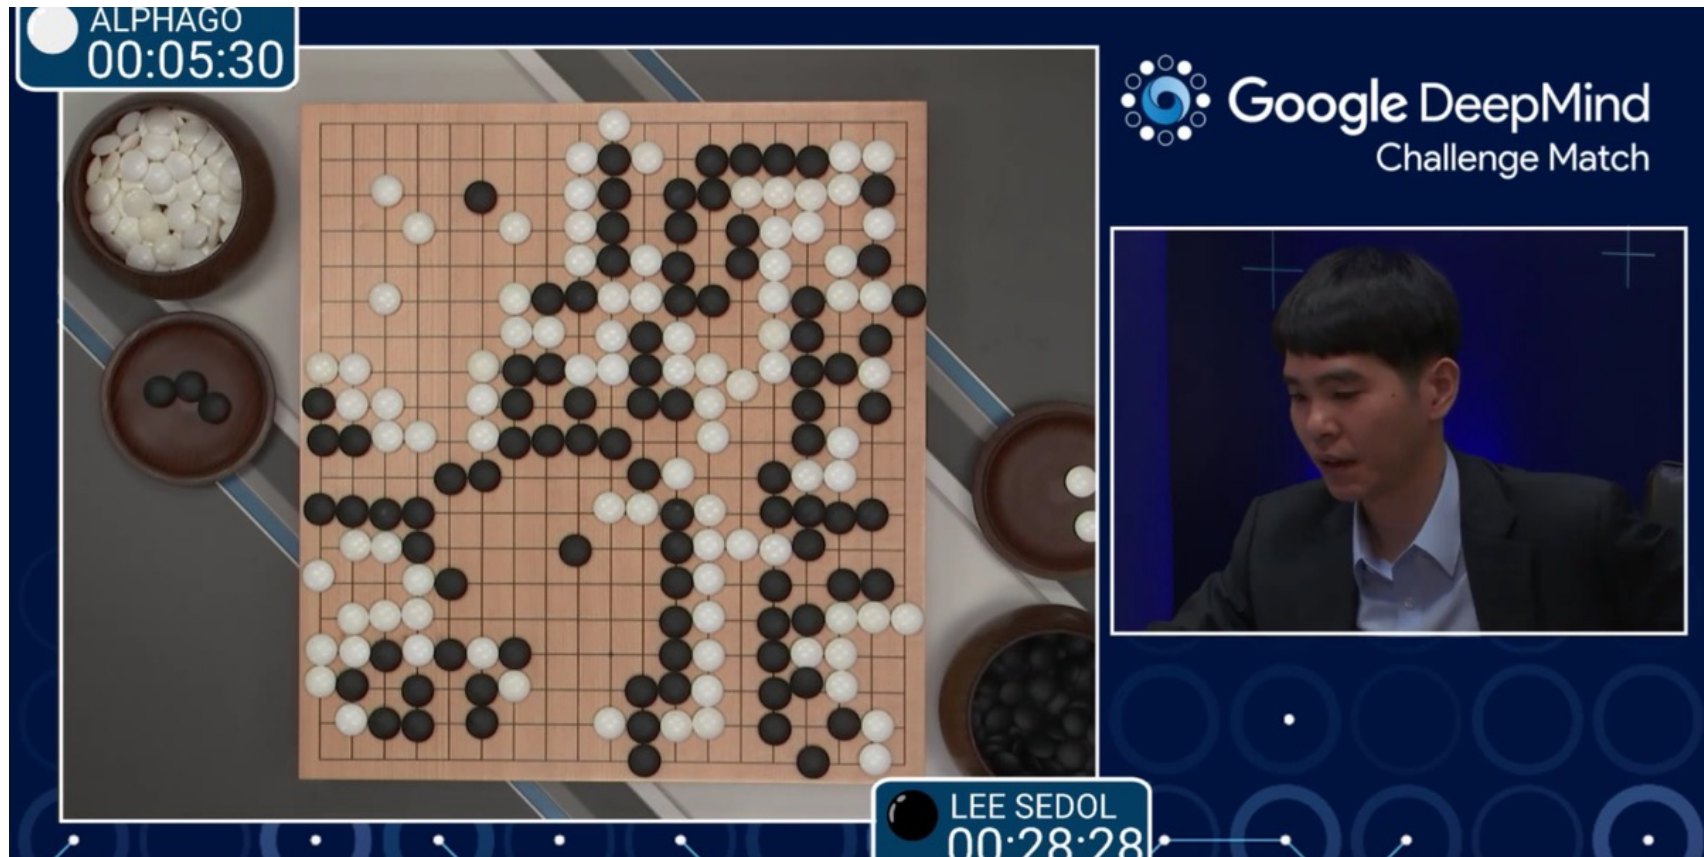 ALPHAGO
00:05:30
Google DeepMind
Challenge Match
LEE SEDOL
00:28:28